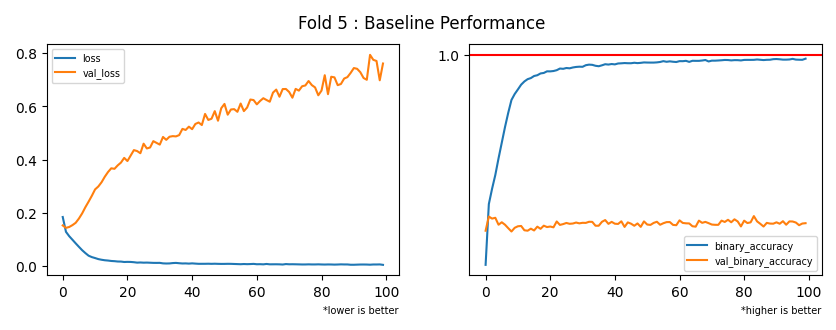 Fold 5 : Baseline Performance
loss
val_loss
0.8
0.6
0.4
0.2
0.0
0 20 40 60 80 100
*lower is better
1.0
binary_accuracy
val_binary_accuracy
0 20 40 60 80 100
*higher is better